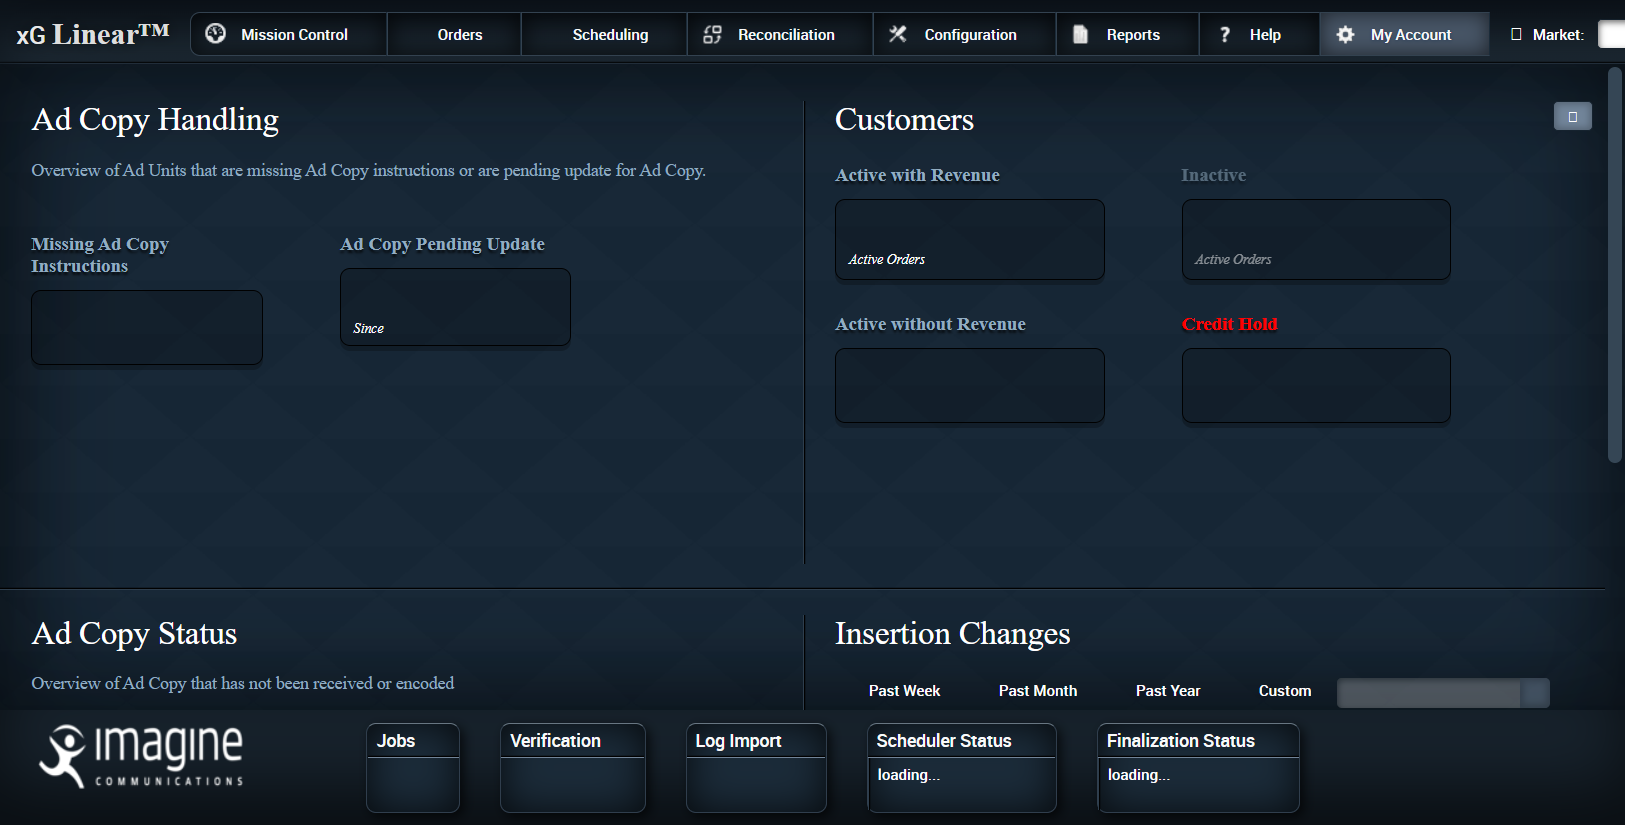 xG Linear™
Mission Control
Orders
Scheduling
Reconciliation
Configuration
Reports
? Help
My Account
Market:
Ad Copy Handling
Overview of Ad Units that are missing Ad Copy instructions or are pending update for Ad Copy.
Missing Ad Copy
Instructions
Ad Copy Pending Update
Since
Customers
Active with Revenue
Active Orders
Inactive
Active Orders
Active without Revenue
Credit Hold
Ad Copy Status
Overview of Ad Copy that has not been received or encoded
Insertion Changes
Past Week
Past Month
Past Year
Custom
imagine
COMMUNICATIONS
Jobs
Verification
Log Import
Scheduler Status
loading...
Finalization Status
loading...